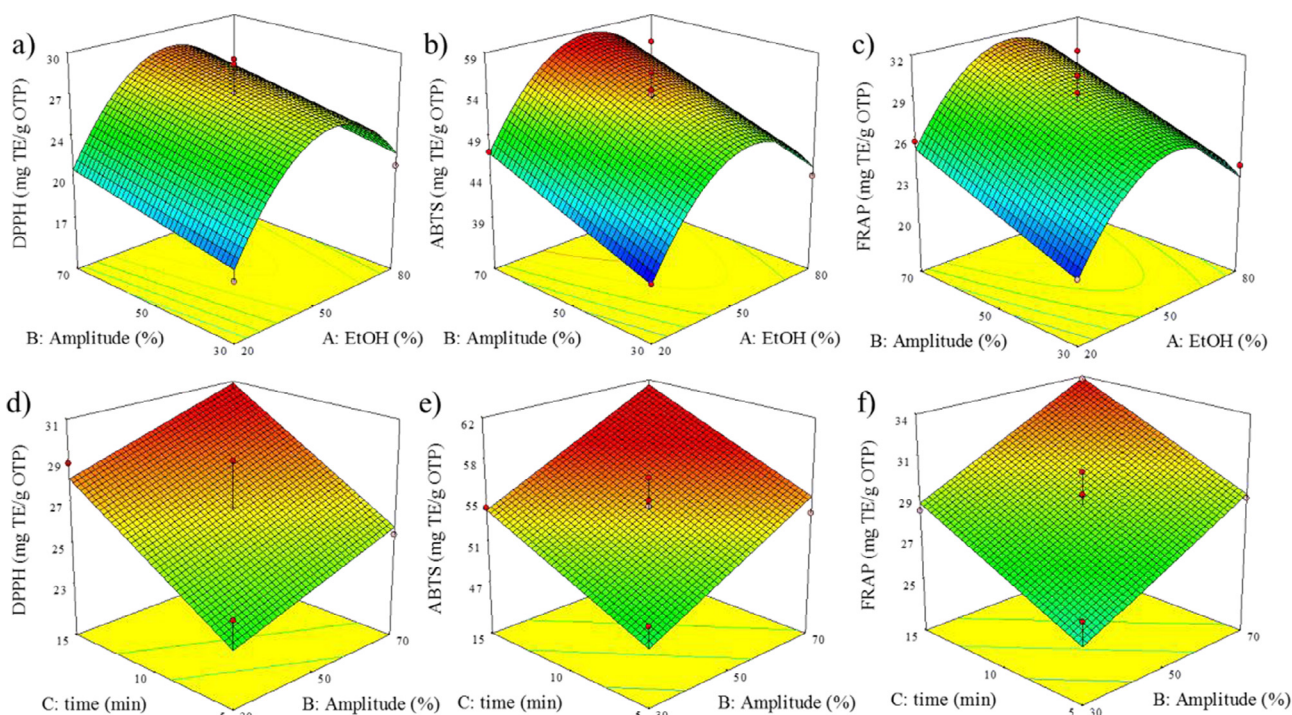 a)
DPPH (mg TE/g OTP)
30
27
24
20
17
70
50
30
B: Amplitude (%)
20
50
80
A: EtOH (%)
b)
ABTS (mg TE/g OTP)
59
54
49
44
39
70
50
30
B: Amplitude (%)
20
50
80
A: EtOH (%)
c)
FRAP (mg TE/g OTP)
32
29
26
23
20
70
50
30
B: Amplitude (%)
20
50
80
A: EtOH (%)
d)
DPPH (mg TE/g OTP)
31
29
27
25
23
15
10
C: time (min)
50
70
B: Amplitude (%)
e)
ABTS (mg TE/g OTP)
62
58
55
51
47
15
10
5
C: time (min)
30
50
70
B: Amplitude (%)
f)
FRAP (mg TE/g OTP)
34
31
29
27
25
15
10
5
C: time (min)
30
50
70
B: Amplitude (%)